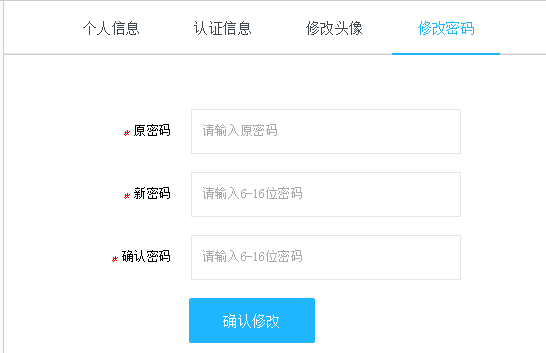 个人信息 认证信息 修改头像 修改密码
* 原密码 请输入原密码
* 新密码 请输入6-16位密码
* 确认密码 请输入6-16位密码
确认修改